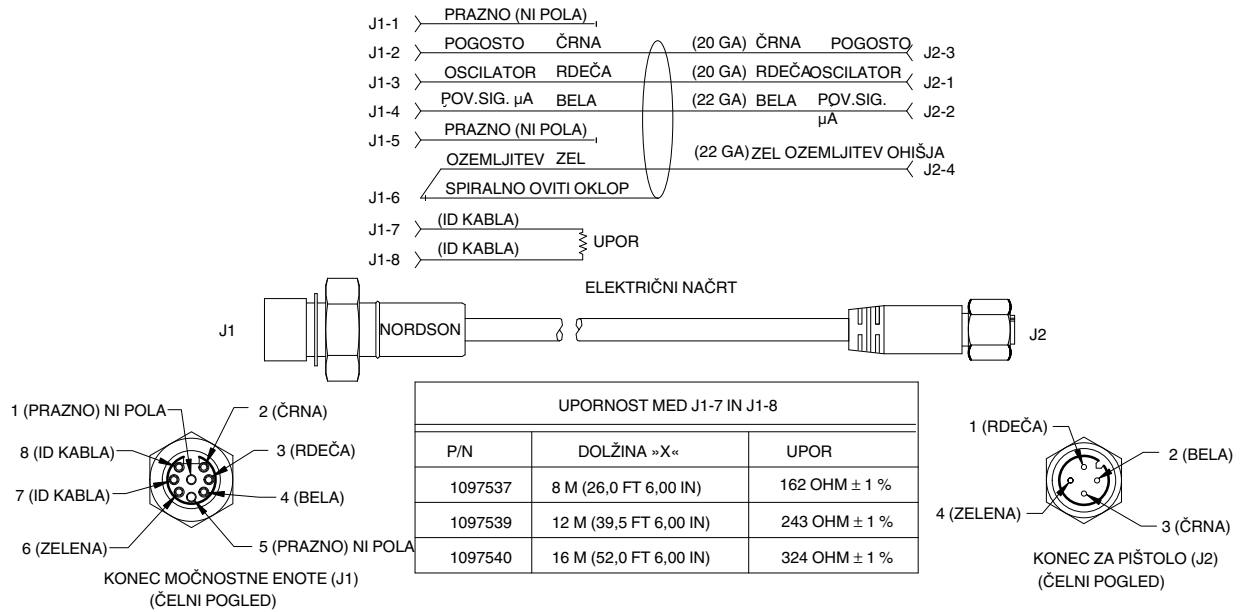 J1-1 PRAZNO (NI POLA)
J1-2 POGOSTO ČRNA (20 GA) ČRNA POGOSTO J2-3
J1-3 OSCILATOR RDEČA (20 GA) RDEČA OSCILATOR J2-1
J1-4 POV.SIG. µA BELA (22 GA) BELA POV.SIG. µA J2-2
J1-5 PRAZNO (NI POLA)
OZEMLJITEV ZEL (22 GA) ZEL OZEMLJITEV OHIŠJA J2-4
J1-6 SPIRALNO OVITI OKLOP
J1-7 (ID KABLA)
UPOR
J1-8 (ID KABLA)
ELEKTRIČNI NAČRT
J1 NORDSON J2
1 (PRAZNO) NI POLA
2 (ČRNA)
8 (ID KABLA)
3 (RDEČA)
7 (ID KABLA)
4 (BELA)
6 (ZELENA)
5 (PRAZNO) NI POLA
KONEC MOČNOSTNE ENOTE (J1)
(ČELNI POGLED)
UPORNOST MED J1-7 IN J1-8
P/N DOLŽINA »X« UPOR
1097537 8 M (26,0 FT 6,00 IN) 162 OHM ± 1 %
1097539 12 M (39,5 FT 6,00 IN) 243 OHM ± 1 %
1097540 16 M (52,0 FT 6,00 IN) 324 OHM ± 1 %
1 (RDEČA)
2 (BELA)
4 (ZELENA)
3 (ČRNA)
KONEC ZA PIŠTOLO (J2)
(ČELNI POGLED)